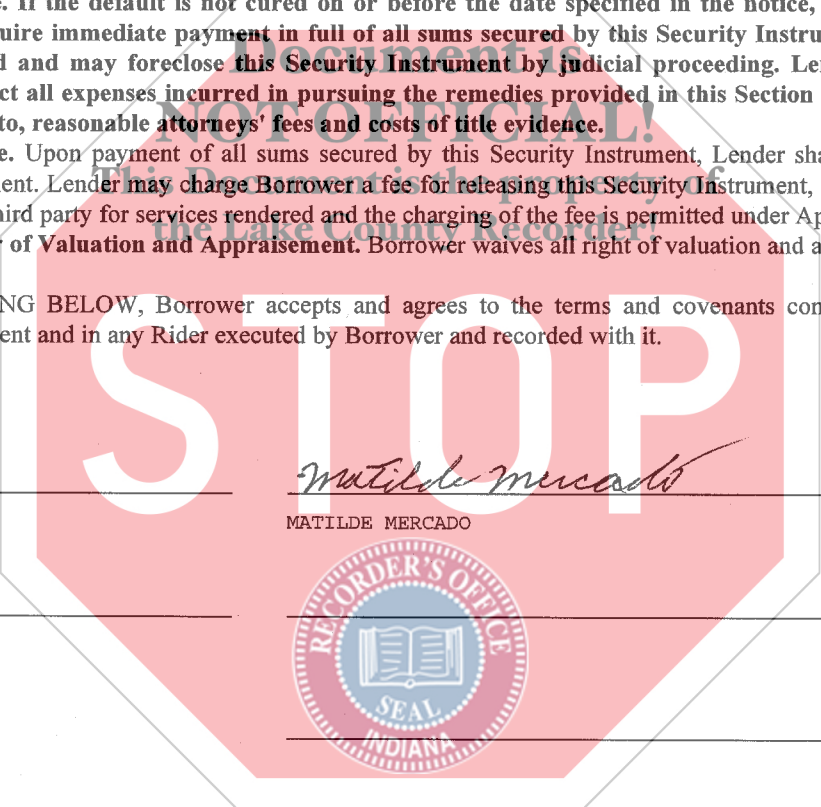 . If the default is not cured on or before the date specified in the notice,
uire immediate payment in full of all sums secured by this Security Instru
d and may foreclose this Security Instrument by judicial proceeding. Le
ct all expenses incurred in pursuing the remedies provided in this Section
to, reasonable attorneys' fees and costs of title evidence.
e. Upon payment of all sums secured by this Security Instrument, Lender sha
ent. Lender may charge Borrower a fee for releasing this Security Instrument,
hird party for services rendered and the charging of the fee is permitted under Ap
r of Valuation and Appraisement. Borrower waives all right of valuation and a
NG BELOW, Borrower accepts and agrees to the terms and covenants con
ent and in any Rider executed by Borrower and recorded with it.
Document is
NOT OFFICIAL!
This Document is the property of
the Lake County Recorder!
STOP
Matilde Mercado
MATILDE MERCADO
RECORDER'S OFFICE
SEAL
INDIANA